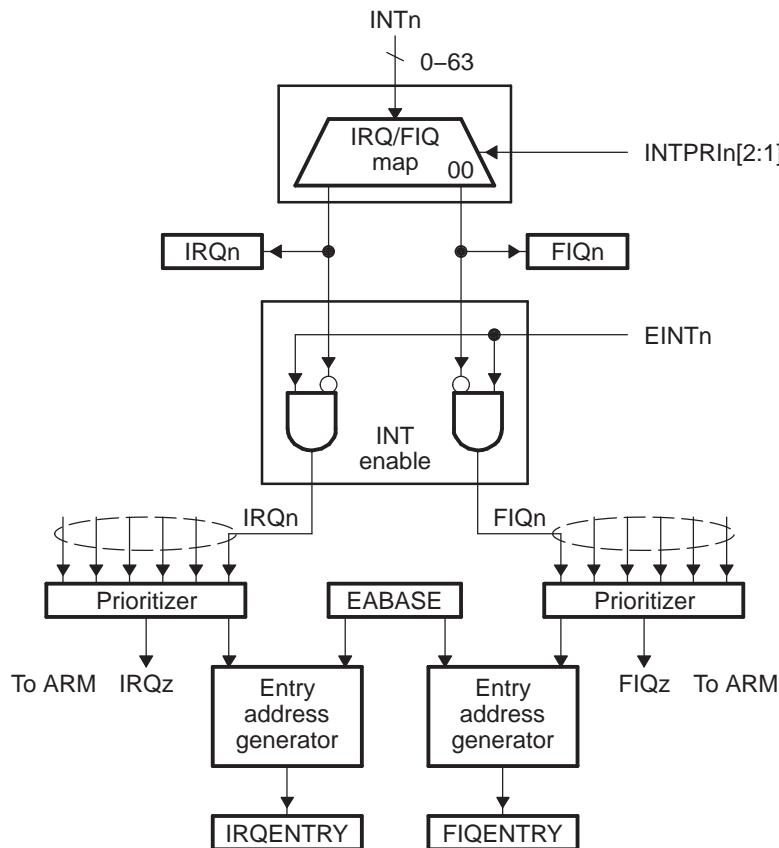 INTn
0–63
IRQ/FIQ
map
00
INTPRIn[2:1]
IRQn
FIQn
EINTn
INT
enable
IRQn
FIQn
Prioritizer
EABASE
Prioritizer
To ARM
IRQz
FIQz
To ARM
Entry
address
generator
Entry
address
generator
IRQENTRY
FIQENTRY